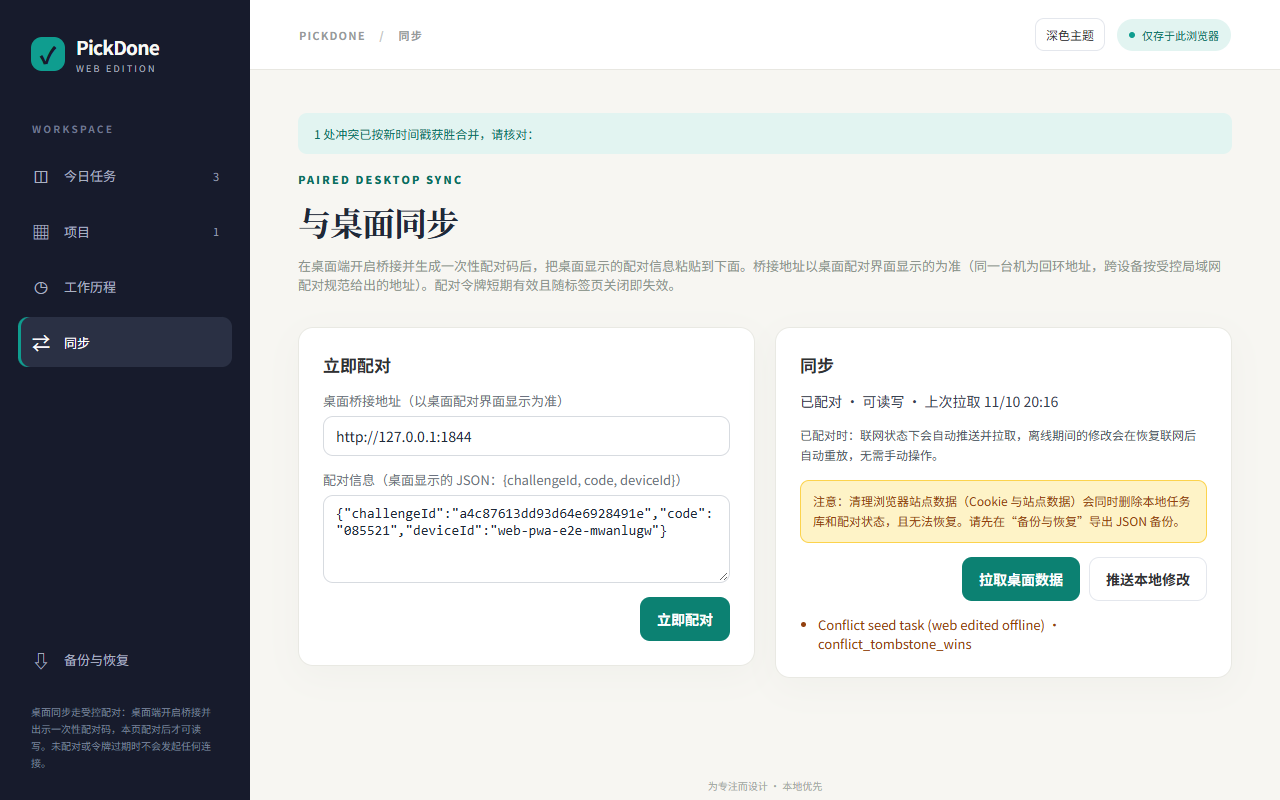 PickDone
WEB EDITION
WORKSPACE
今日任务 3
项目 1
工作历程
同步
备份与恢复
桌面同步走受控配对：桌面端开启桥接并
出示一次性配对码，本页配对后才可读
写。未配对或令牌过期时不会发起任何连
接。
PICKDONE / 同步
深色主题
仅存于此浏览器
1 处冲突已按新时间戳获胜合并，请核对：
PAIRED DESKTOP SYNC
与桌面同步
在桌面端开启桥接并生成一次性配对码后，把桌面显示的配对信息粘贴到下面。桥接地址以桌面配对界面显示的为准（同一台机为回环地址，跨设备按受控局域网
配对规范给出的地址）。配对令牌短期有效且随标签页关闭即失效。
立即配对
桌面桥接地址（以桌面配对界面显示为准）
http://127.0.0.1:1844
配对信息（桌面显示的 JSON：{challengeId, code, deviceId}）
{"challengeId":"a4c87613dd93d64e6928491e","code":
"085521","deviceId":"web-pwa-e2e-mwanlugw"}
立即配对
同步
已配对 · 可读写 · 上次拉取 11/10 20:16
已配对时：联网状态下会自动推送并拉取，离线期间的修改会在恢复联网后
自动重放，无需手动操作。
注意：清理浏览器站点数据（Cookie 与站点数据）会同时删除本地任务
库和配对状态，且无法恢复。请先在“备份与恢复”导出 JSON 备份。
拉取桌面数据
推送本地修改
Conflict seed task (web edited offline) ·
conflict_tombstone_wins
为专注而设计 · 本地优先